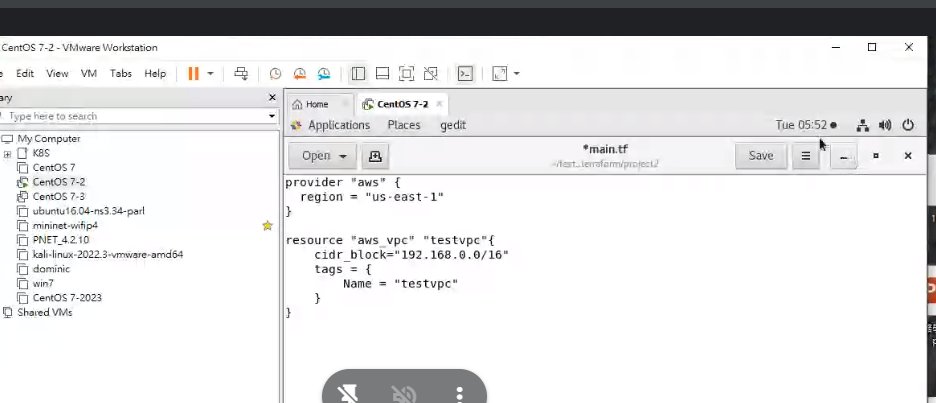 CentOS 7-2 - VMware Workstation
Edit View VM Tabs Help
ary
Type here to search
Home
CentOS 7-2
My Computer
K8S
CentOS 7
CentOS 7-2
CentOS 7-3
ubuntu16.04-ns3.34-parl
mininet-wifip4
PNET_4.2.10
kali-linux-2022.3-vmware-amd64
dominic
win7
CentOS 7-2023
Shared VMs
Applications Places gedit
Tue 05:52
Open
*main.tf
Save
provider "aws" {
  region = "us-east-1"
}
resource "aws_vpc" "testvpc"{
    cidr_block="192.168.0.0/16"
    tags = {
        Name = "testvpc"
    }
}